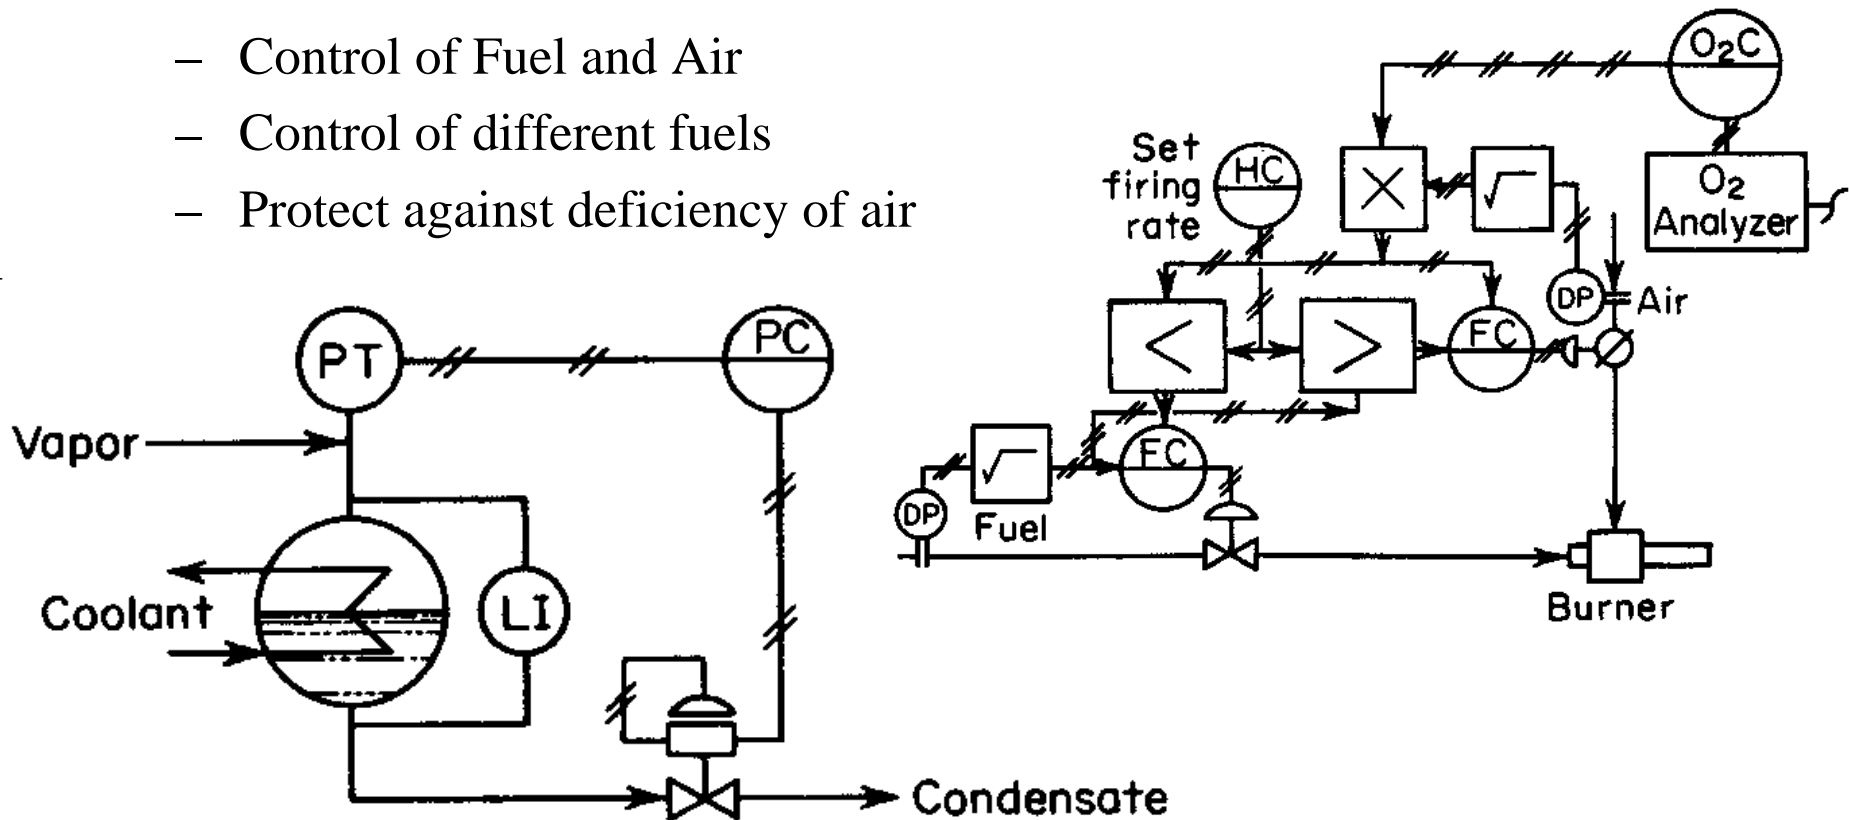 – Control of Fuel and Air
– Control of different fuels
– Protect against deficiency of air
O₂C
Set
firing
rate
HC
×
√
O₂
Analyzer
DP
Air
<
>
FC
PT
PC
Vapor
FC
√
DP
Fuel
Coolant
LI
Burner
Condensate